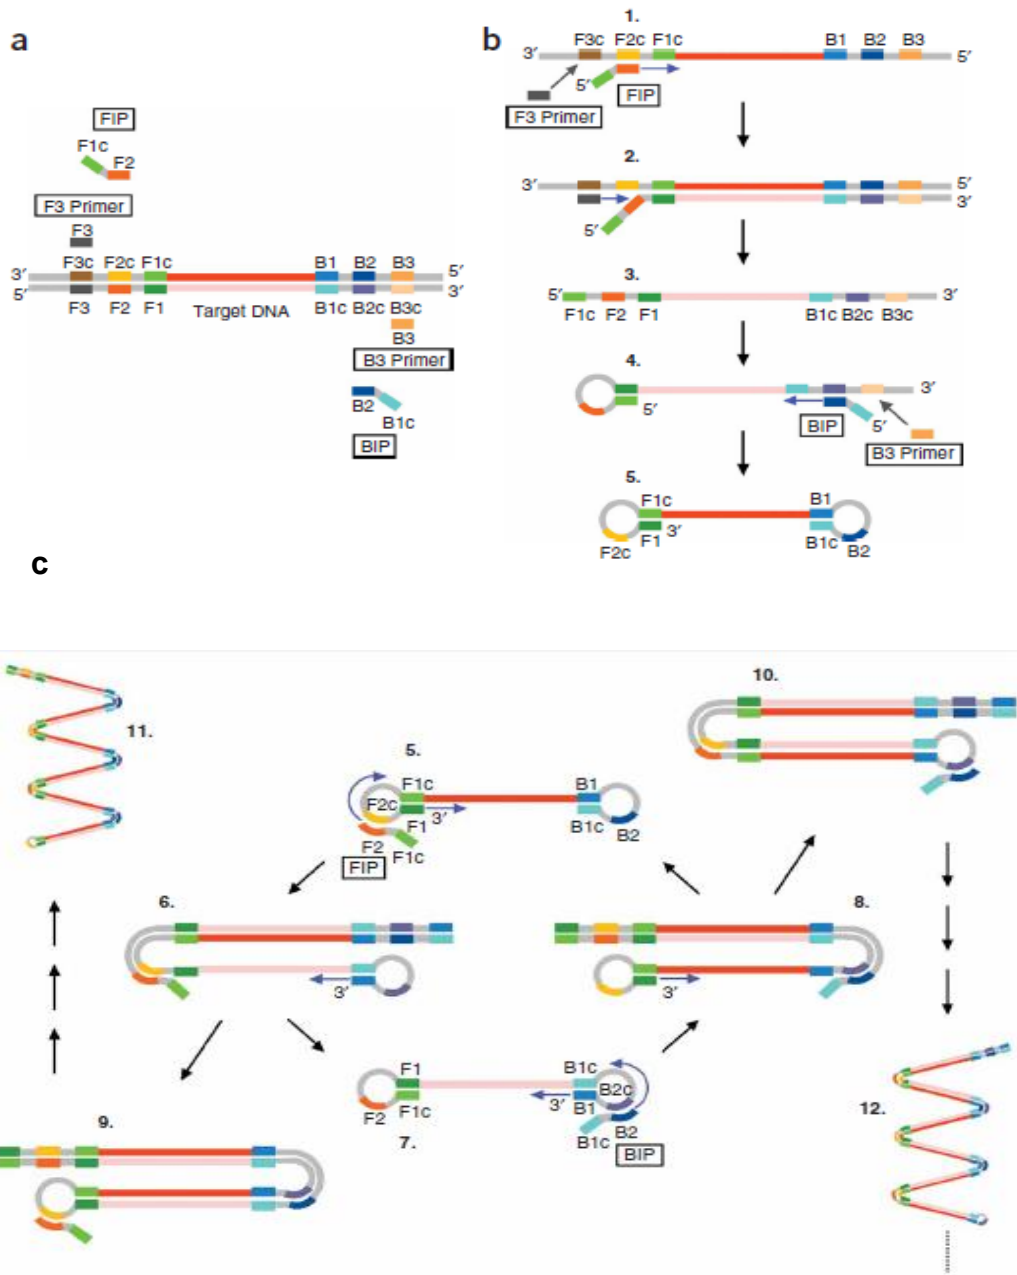 a
FIP
F1c
F2
F3 Primer
F3
F3c F2c F1c B1 B2 B3
3′ 5′
5′ 3′
F3 F2 F1 Target DNA B1c B2c B3c
B3
B3 Primer
B2
B1c
BIP
b
1.
F3c F2c F1c B1 B2 B3
3′ 5′
5′
FIP
F3 Primer
2.
3′ 5′
3′
5′
3.
5′ 3′
F1c F2 F1 B1c B2c B3c
4.
3′
5′
BIP 5′
B3 Primer
5.
F1c B1
F1 3′ B1c
F2c B2
c
11.
5.
F1c B1
F2c 3′
F1 B1c B2
F2 F1c
FIP
10.
6.
3′
8.
3′
9.
F1 B1c
B2c
3′ B1
F2 F1c B2
B1c
7.
BIP
12.